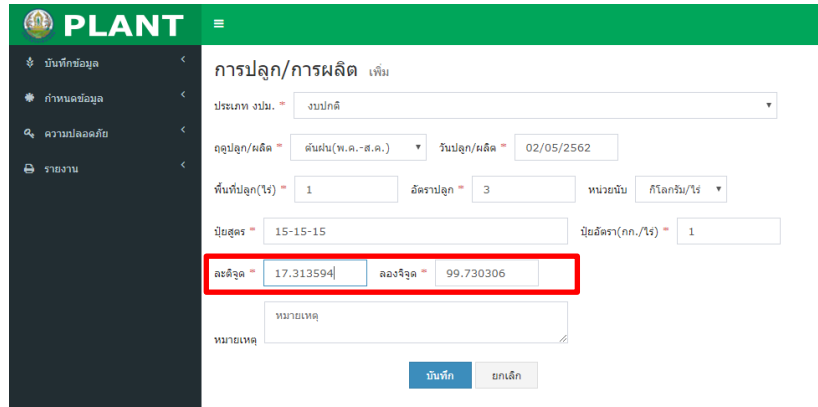 PLANT
บันทึกข้อมูล
กำหนดข้อมูล
ความปลอดภัย
รายงาน
การปลูก/การผลิต เพิ่ม
ประเภท งปม. * งบปกติ
ฤดูปลูก/ผลิต * ต้นฝน(พ.ค.-ส.ค.) วันปลูก/ผลิต * 02/05/2562
พื้นที่ปลูก(ไร่) * 1 อัตราปลูก * 3 หน่วยนับ กิโลกรัม/ไร่
ปุ๋ยสูตร * 15-15-15 ปุ๋ยอัตรา(กก./ไร่) * 1
ละติจูด * 17.313594 ลองจิจูด * 99.730306
หมายเหตุ หมายเหตุ
บันทึก ยกเลิก